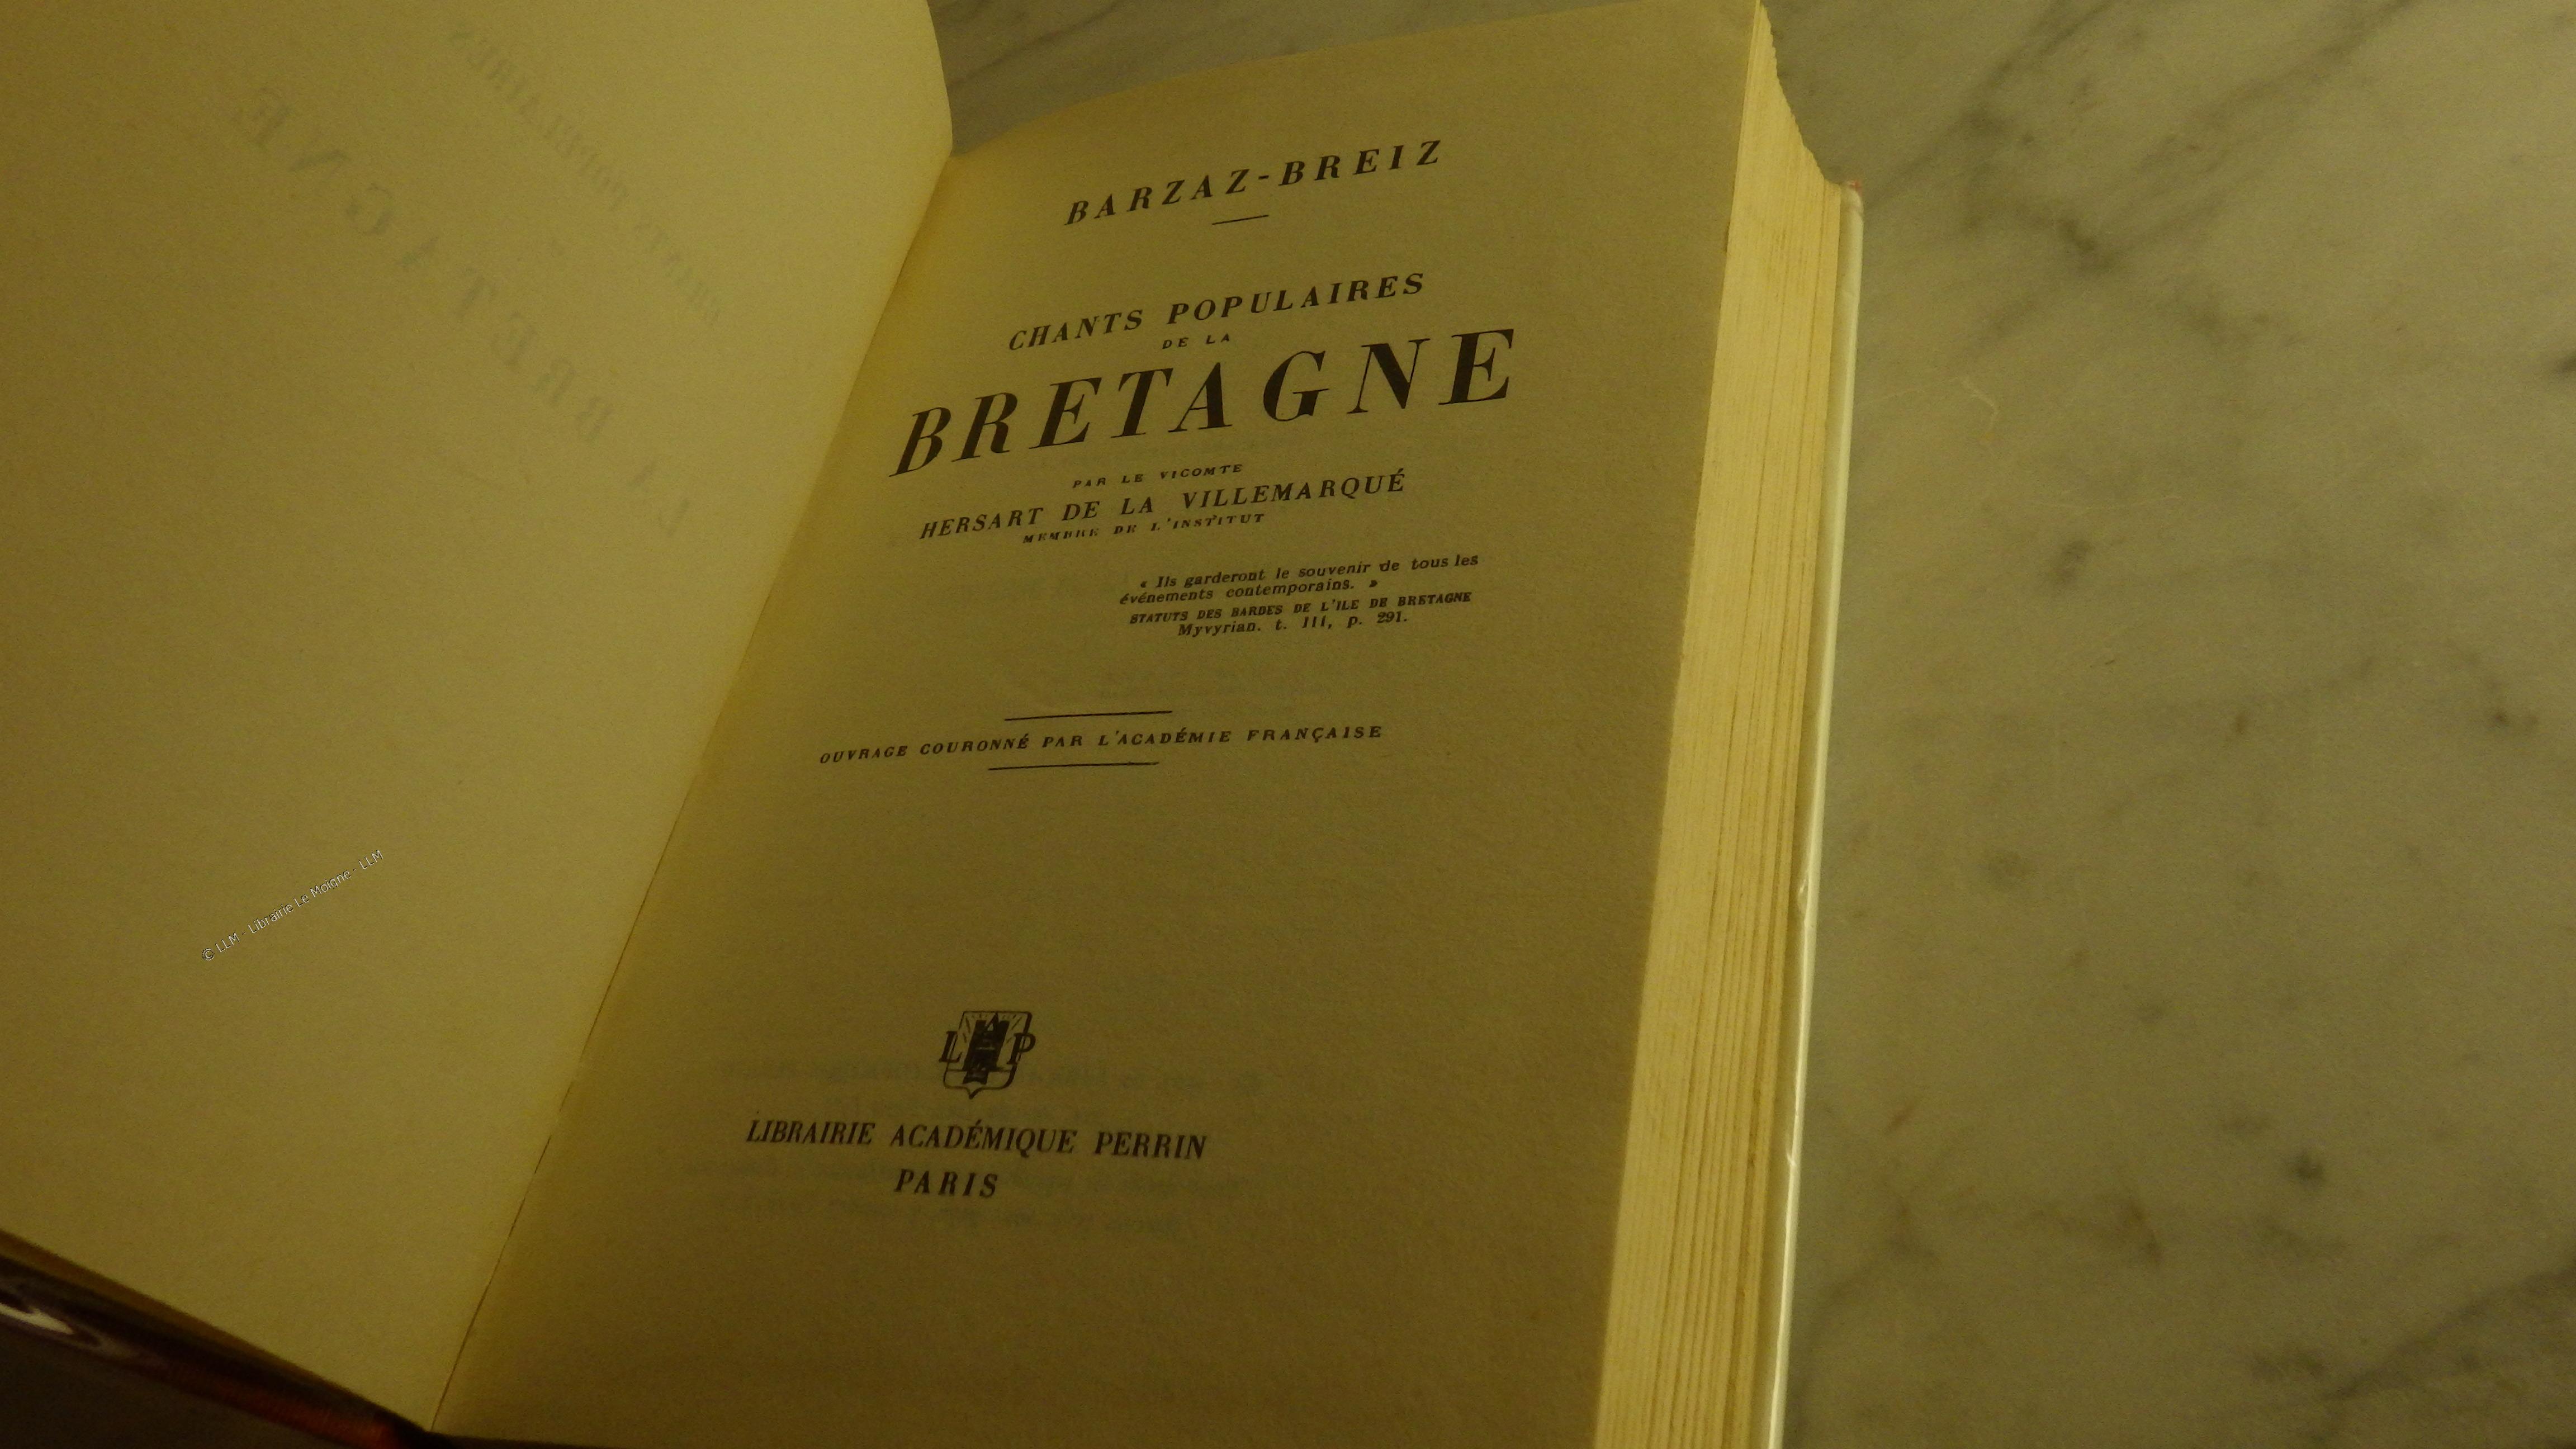 BARZAZ-BREIZ
CHANTS POPULAIRES
DE LA
BRETAGNE
PAR LE VICOMTE
HERSART DE LA VILLEMARQUÉ
MEMBRE DE L'INSTITUT
« Ils garderont le souvenir de tous les
événements contemporains. »
STATUTS DES BARDES DE L'ILE DE BRETAGNE
Myvyrian. t. III, p. 291.
OUVRAGE COURONNÉ PAR L'ACADÉMIE FRANÇAISE
L A P
LIBRAIRIE ACADÉMIQUE PERRIN
PARIS
© LLM - Librairie Le Moigne - LLM